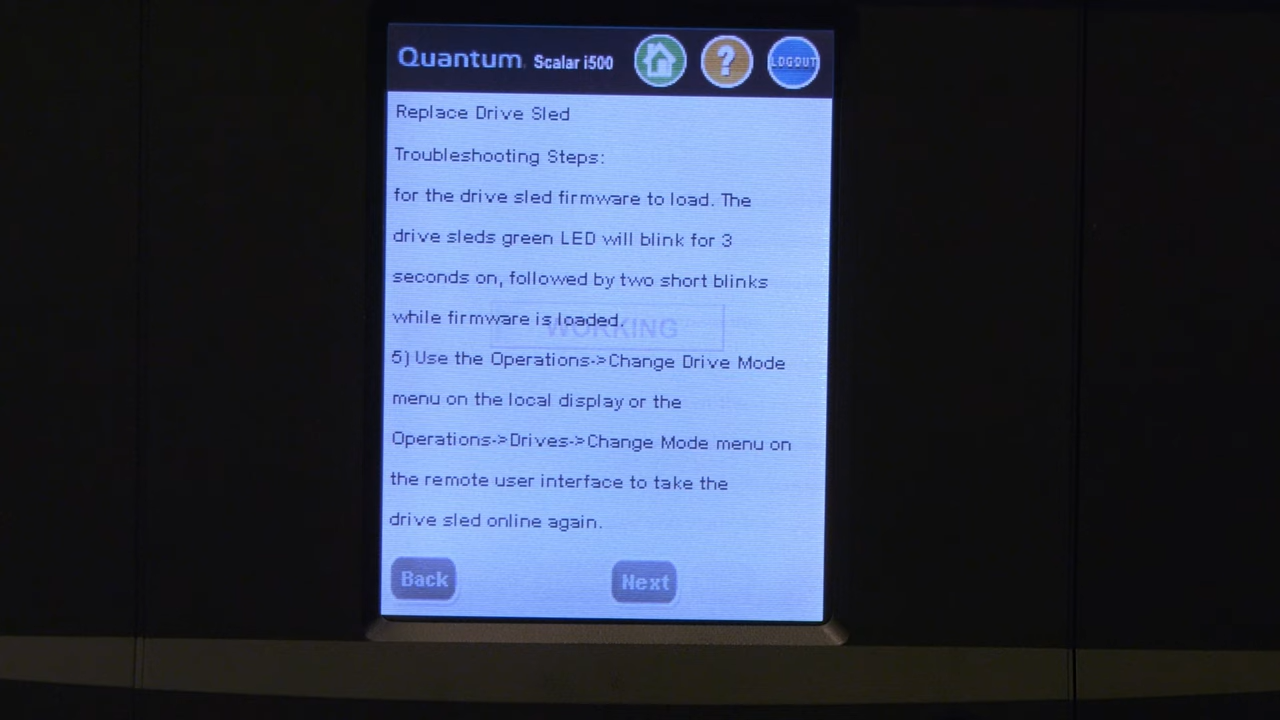 Quantum Scalar i500
LOGOUT
Replace Drive Sled
Troubleshooting Steps:
for the drive sled firmware to load. The
drive sleds green LED will blink for 3
seconds on, followed by two short blinks
while firmware is loaded.
WORKING
5) Use the Operations->Change Drive Mode
menu on the local display or the
Operations->Drives->Change Mode menu on
the remote user interface to take the
drive sled online again.
Back
Next